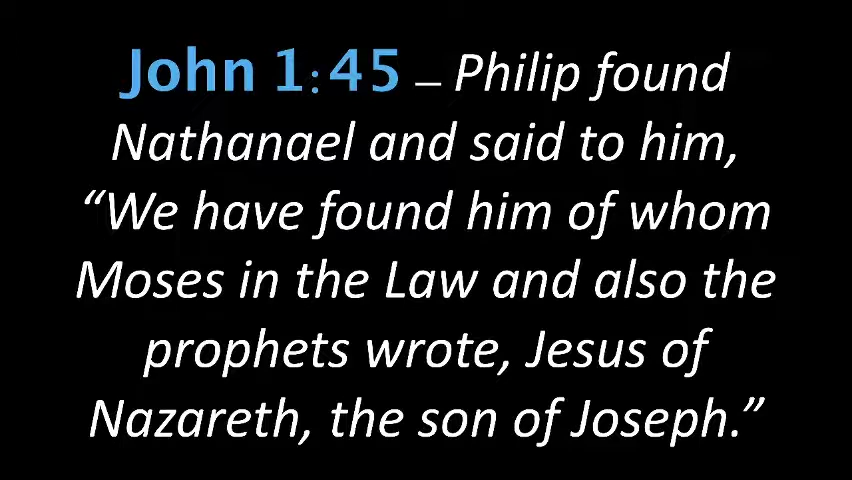 John 1:45 – Philip found
Nathanael and said to him,
“We have found him of whom
Moses in the Law and also the
prophets wrote, Jesus of
Nazareth, the son of Joseph.”